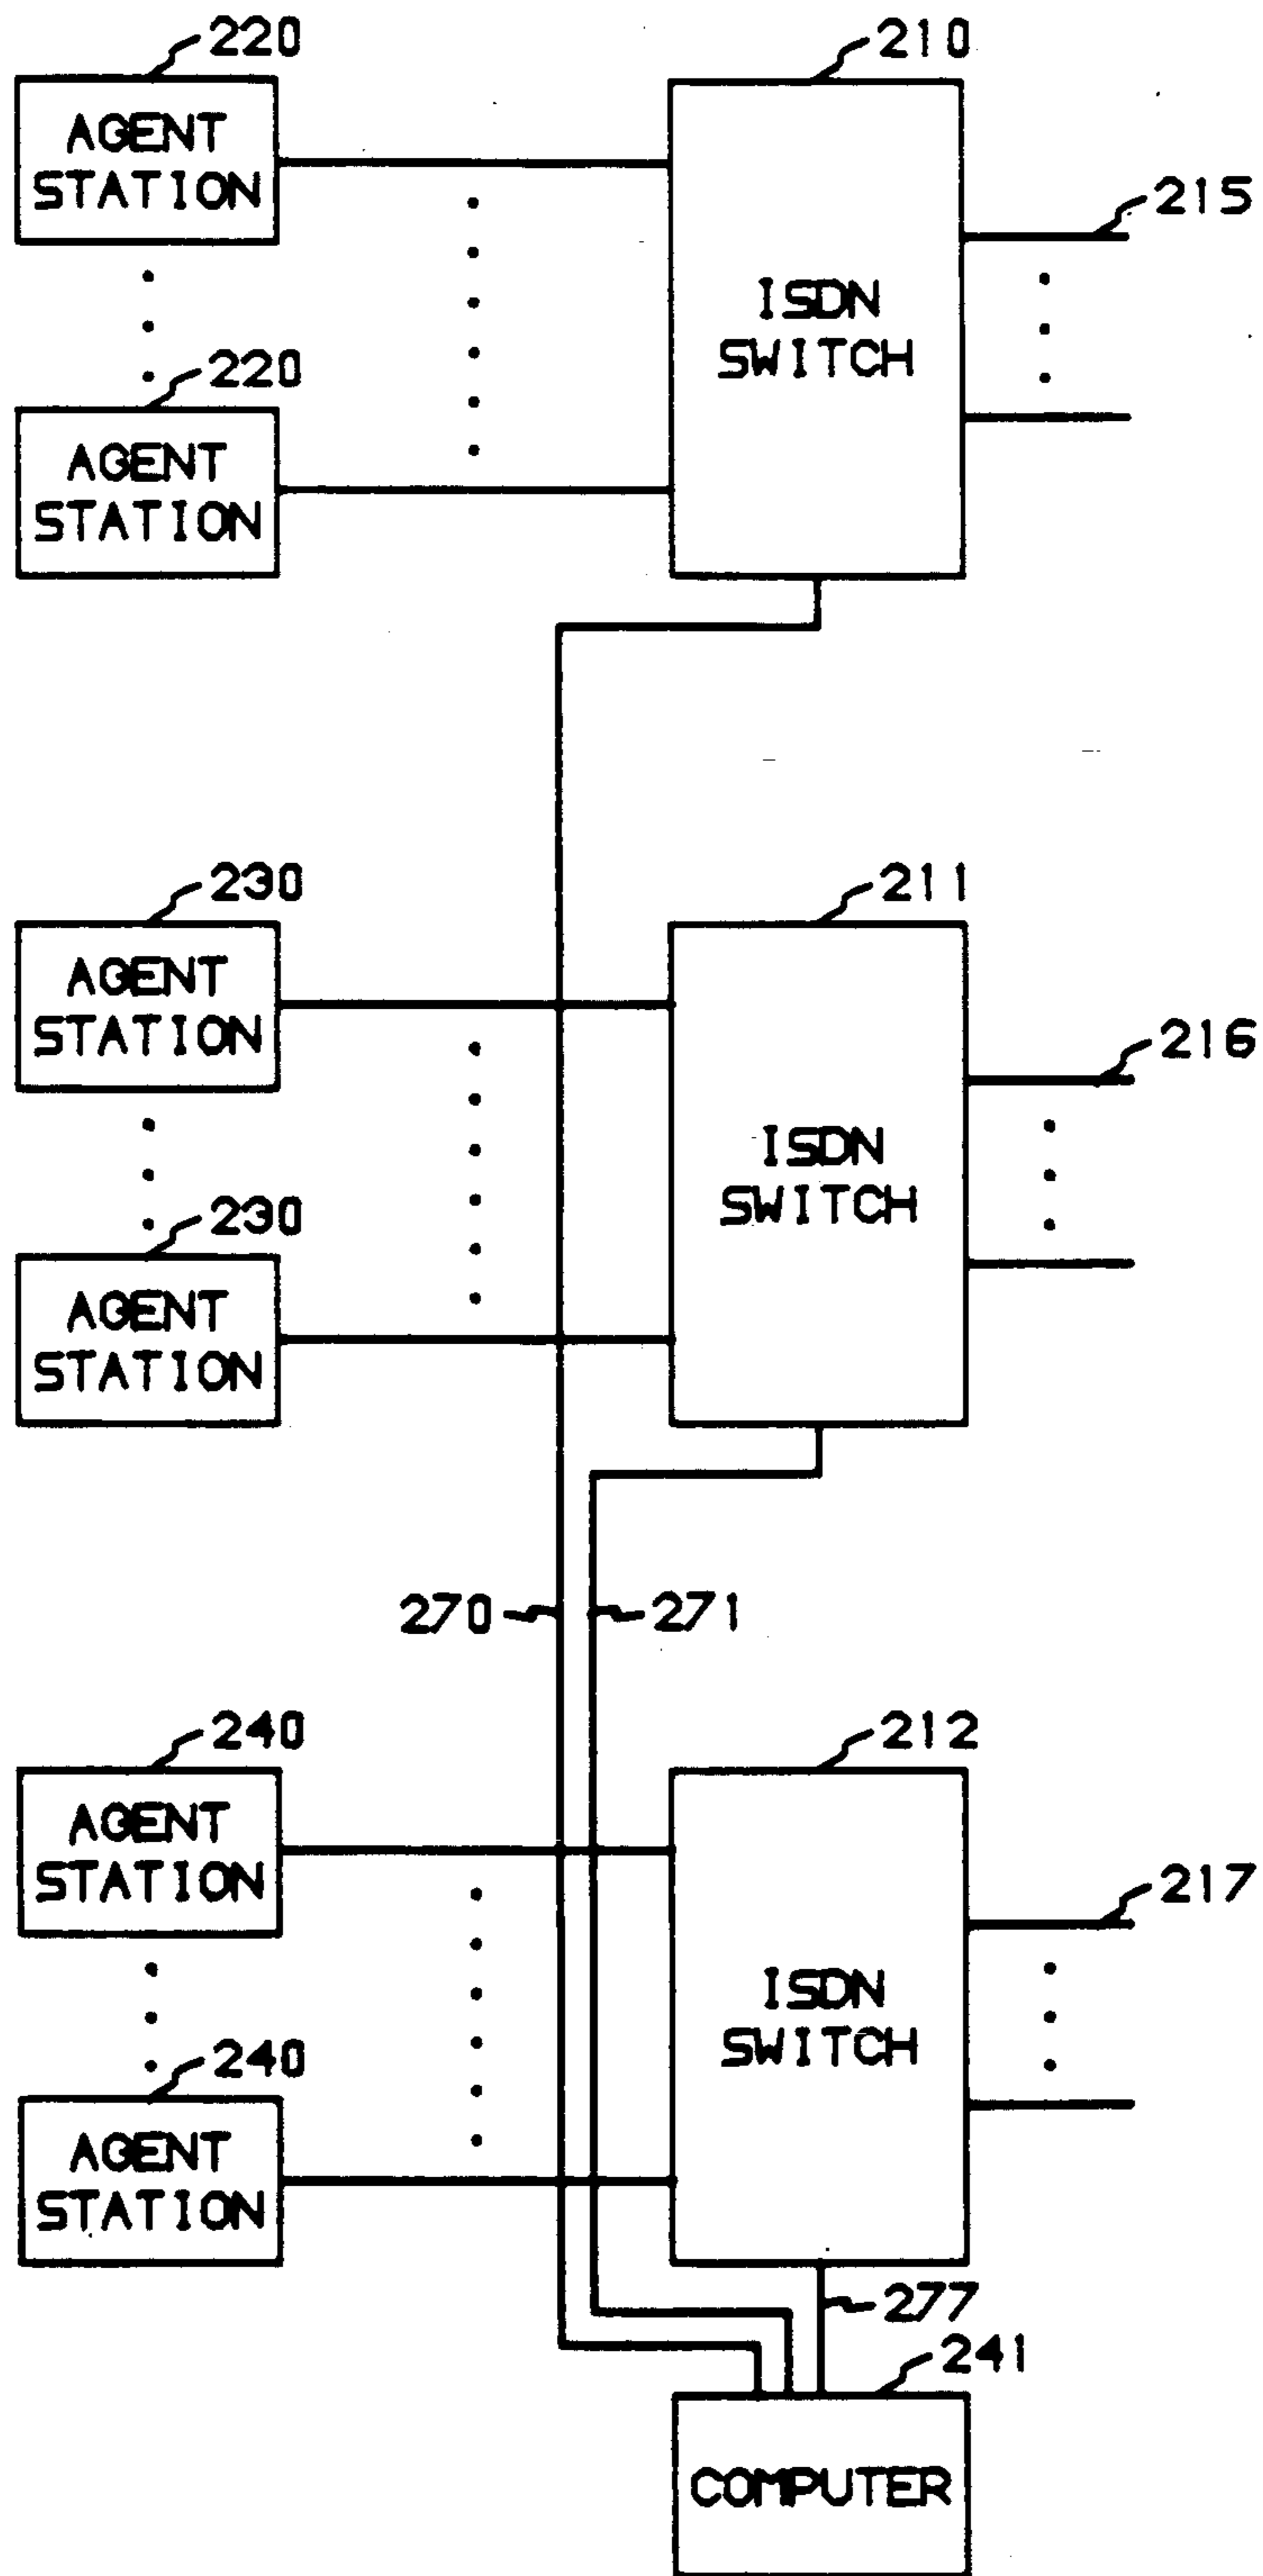 220
210
AGENT
STATION
215
ISDN
SWITCH
220
AGENT
STATION
230
211
AGENT
STATION
216
ISDN
SWITCH
230
AGENT
STATION
270
271
240
212
AGENT
STATION
217
ISDN
SWITCH
240
AGENT
STATION
277
241
COMPUTER